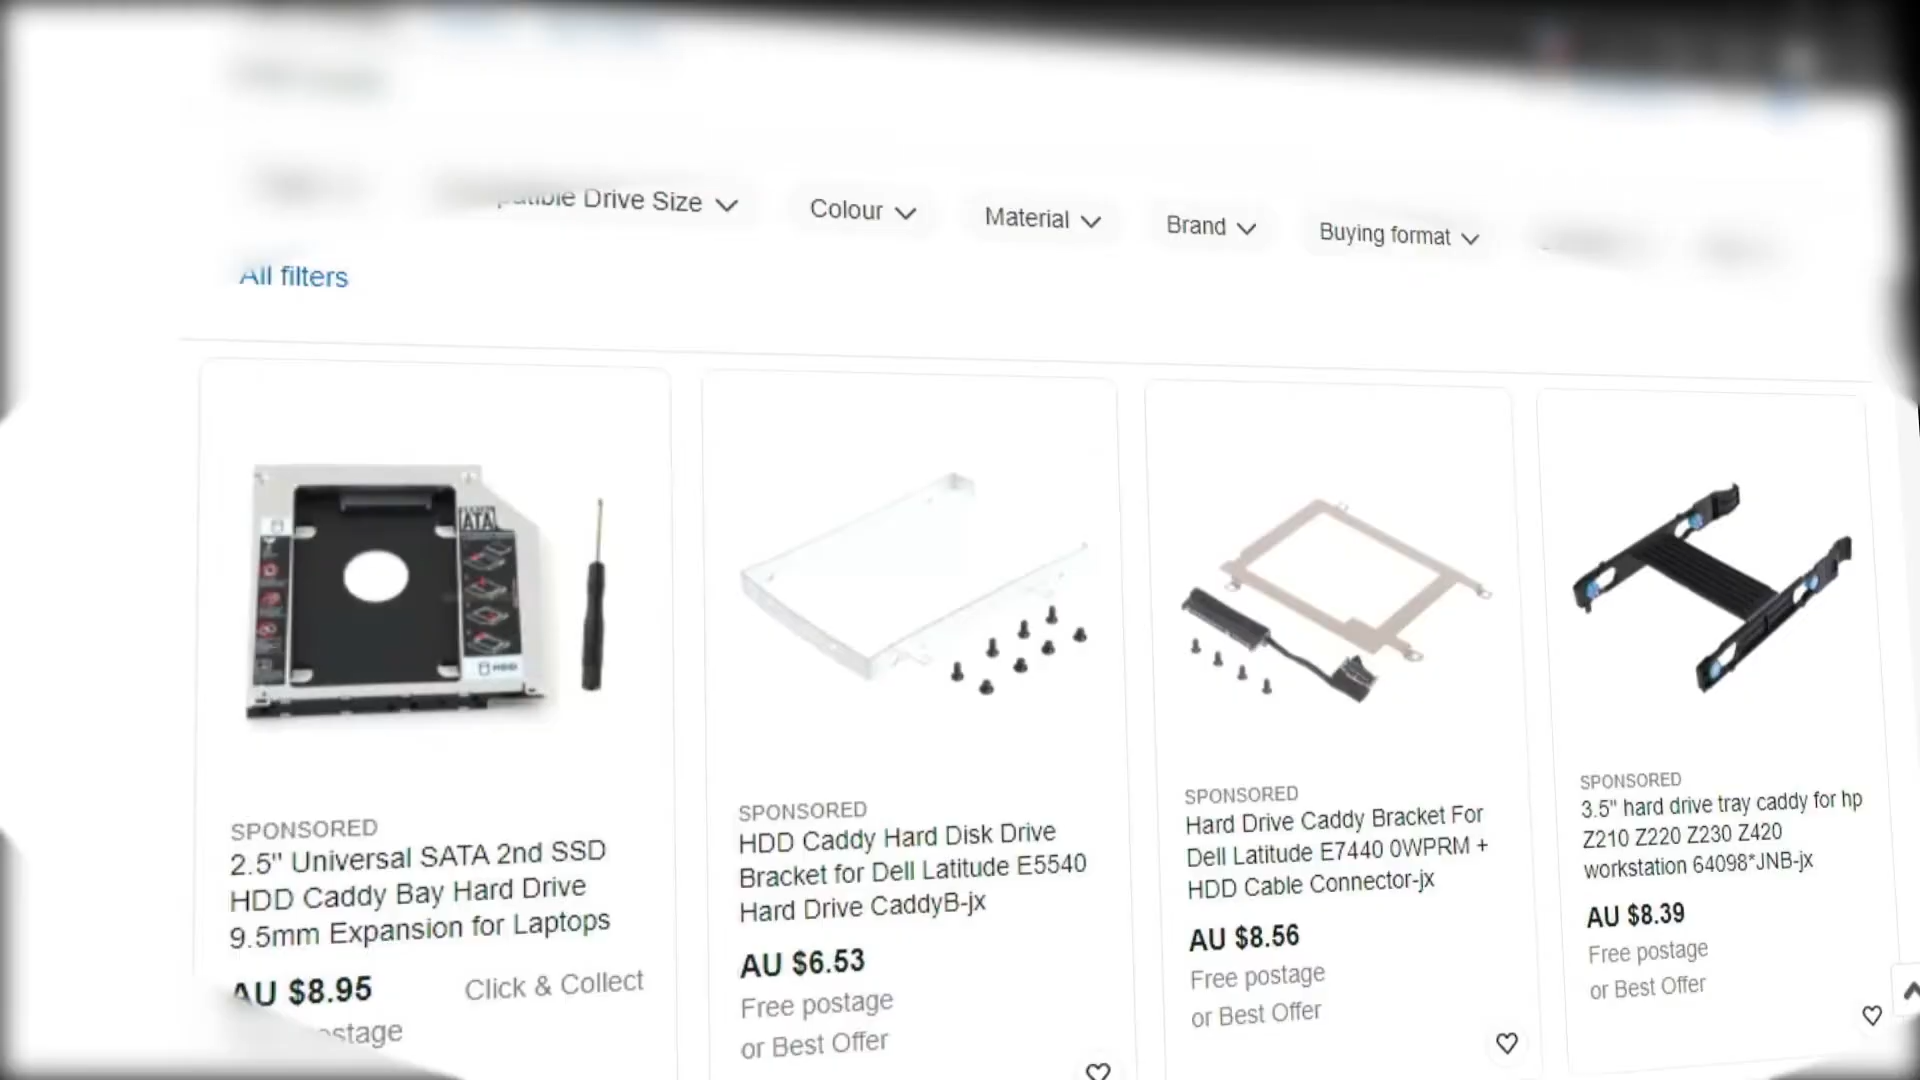 Drive Size
Colour
Material
Brand
Buying format
All filters
SATA
HDD
SPONSORED
2.5" Universal SATA 2nd SSD
HDD Caddy Bay Hard Drive
9.5mm Expansion for Laptops
AU $8.95
Click & Collect
SPONSORED
HDD Caddy Hard Disk Drive
Bracket for Dell Latitude E5540
Hard Drive CaddyB-jx
AU $6.53
Free postage
or Best Offer
SPONSORED
Hard Drive Caddy Bracket For
Dell Latitude E7440 0WPRM +
HDD Cable Connector-jx
AU $8.56
Free postage
or Best Offer
SPONSORED
3.5" hard drive tray caddy for hp
Z210 Z220 Z230 Z420
workstation 64098*JNB-jx
AU $8.39
Free postage
or Best Offer